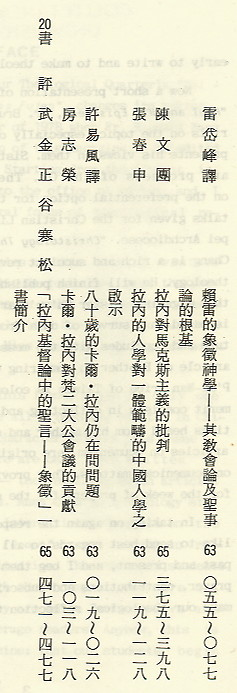 雷岱峰譯 賴雷的象徵神學——其教會論及聖事 63 〇五五~〇七七
論的根基
陳文團 拉內對馬克斯主義的批判 65 三七五~三九八
張春申 拉內的人學對一體範疇的中國人學之 63 一一九~一二八
啟示
許易風譯 八十歲的卡爾·拉內仍在問問題 63 〇一九~〇二六
房志榮 卡爾·拉內對梵二大公會議的貢獻 63 一〇三~一一八
20書 評
武金正 谷寒松 「拉內基督論中的聖言——象徵」一 65 四七一~四七七
書簡介